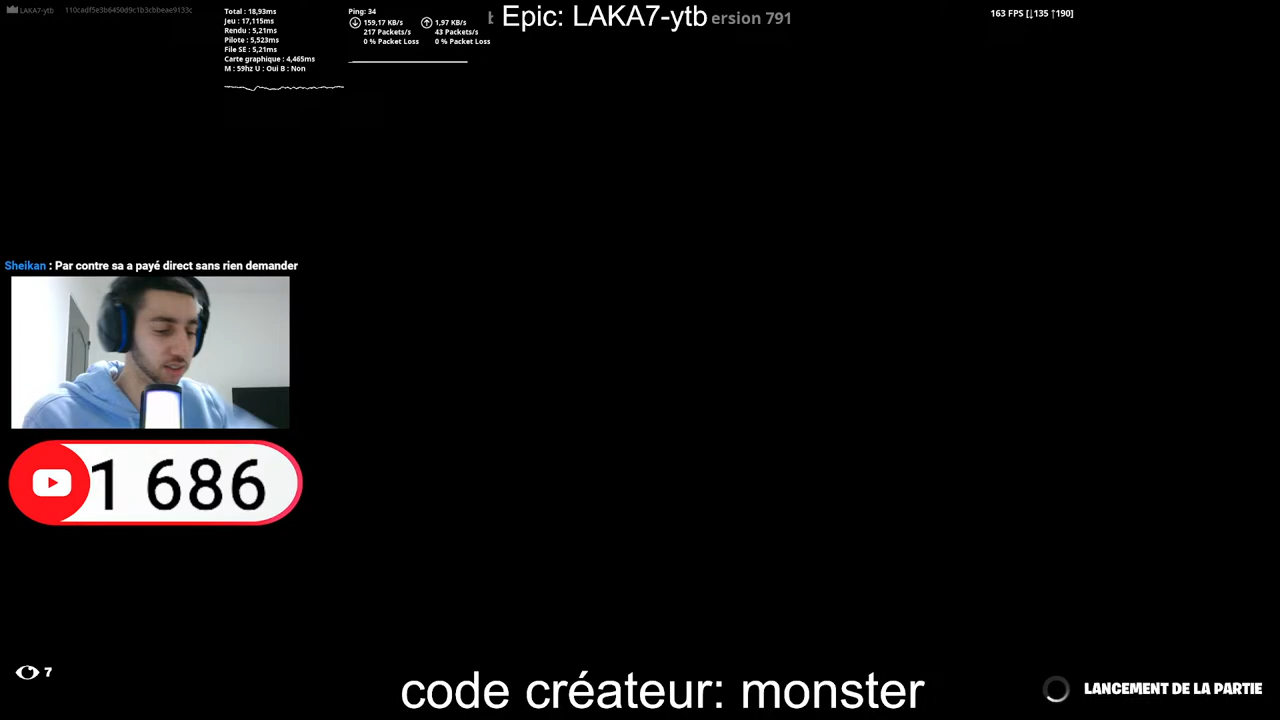 LAKA7-ytb 110cadf5e3b6450d9c1b3cbbeae9133c
Total : 18,93ms
Jeu : 17,115ms
Rendu : 5,21ms
Pilote : 5,523ms
File SE : 5,21ms
Carte graphique : 4,465ms
M : 59hz U : Oui B : Non
Ping: 34
159,17 KB/s 1,97 KB/s
217 Packets/s 43 Packets/s
0 % Packet Loss 0 % Packet Loss
Epic: LAKA7-ytb
ersion 791
163 FPS [↓135 ↑190]
Sheikan : Par contre sa a payé direct sans rien demander
1 686
7
code créateur: monster
LANCEMENT DE LA PARTIE